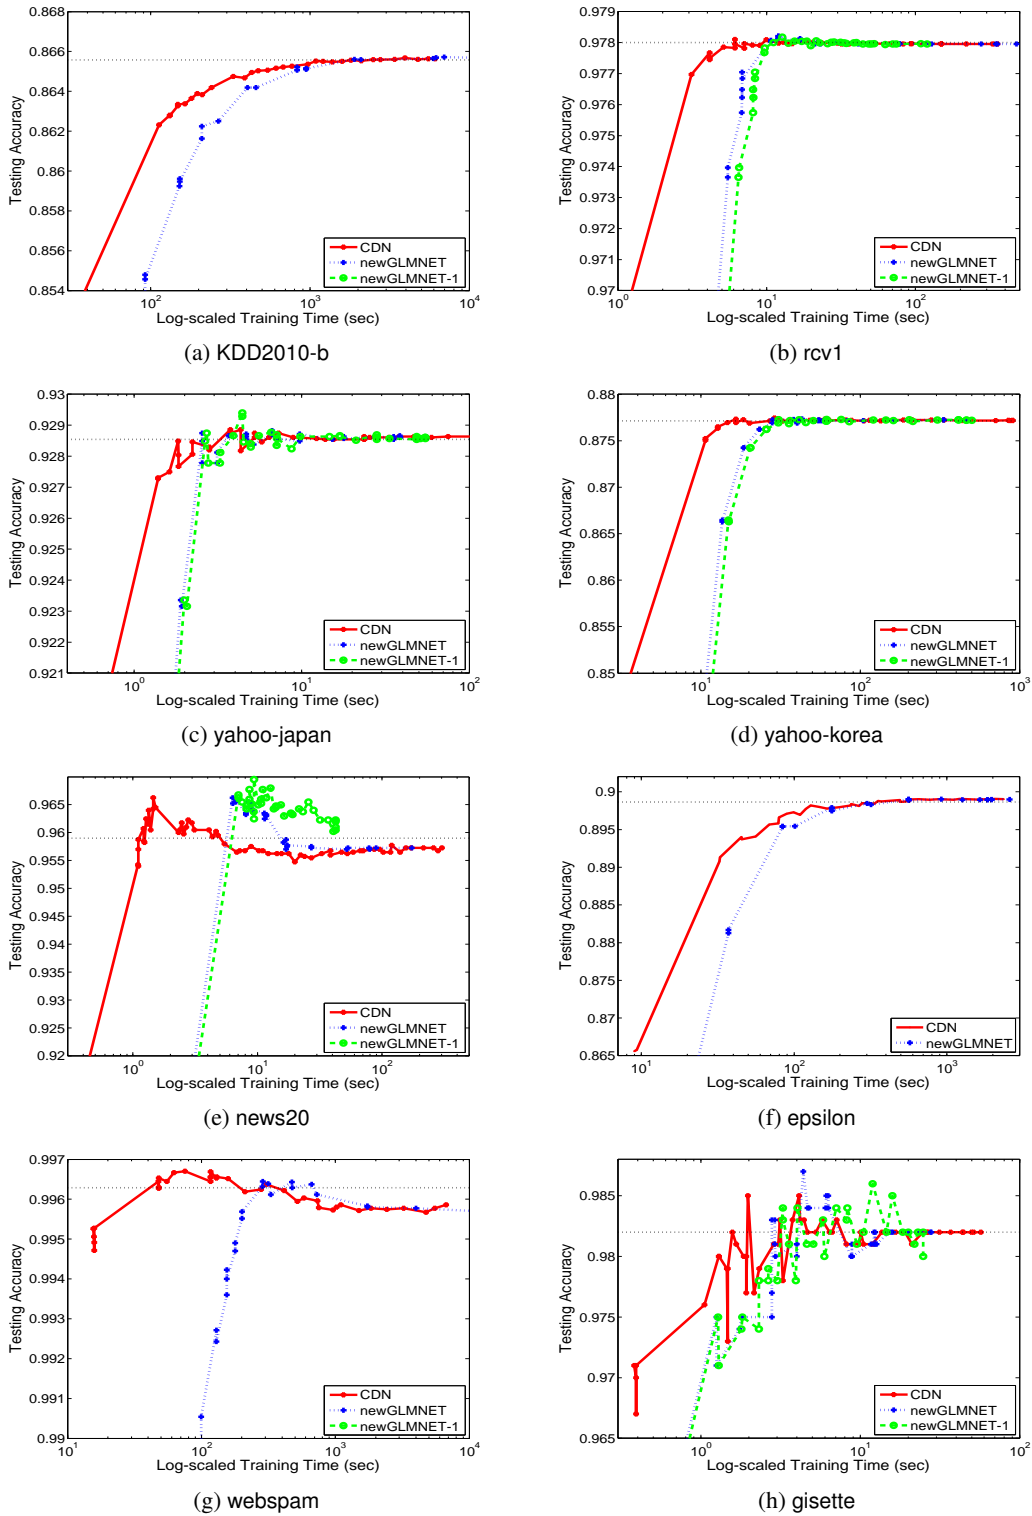 0.868
0.866
0.864
0.862
0.86
0.858
0.856
0.854
Testing Accuracy
CDN
newGLMNET
newGLMNET-1
10^2
10^3
10^4
Log-scaled Training Time (sec)
(a) KDD2010-b
0.979
0.978
0.977
0.976
0.975
0.974
0.973
0.972
0.971
0.97
Testing Accuracy
CDN
newGLMNET
newGLMNET-1
10^0
10^1
10^2
Log-scaled Training Time (sec)
(b) rcv1
0.93
0.929
0.928
0.927
0.926
0.925
0.924
0.923
0.922
0.921
Testing Accuracy
CDN
newGLMNET
newGLMNET-1
10^0
10^1
10^2
Log-scaled Training Time (sec)
(c) yahoo-japan
0.88
0.875
0.87
0.865
0.86
0.855
0.85
Testing Accuracy
CDN
newGLMNET
newGLMNET-1
10^1
10^2
10^3
Log-scaled Training Time (sec)
(d) yahoo-korea
0.965
0.96
0.955
0.95
0.945
0.94
0.935
0.93
0.925
0.92
Testing Accuracy
CDN
newGLMNET
newGLMNET-1
10^0
10^1
10^2
Log-scaled Training Time (sec)
(e) news20
0.9
0.895
0.89
0.885
0.88
0.875
0.87
0.865
Testing Accuracy
CDN
newGLMNET
10^1
10^2
10^3
Log-scaled Training Time (sec)
(f) epsilon
0.997
0.996
0.995
0.994
0.993
0.992
0.991
0.99
Testing Accuracy
CDN
newGLMNET
newGLMNET-1
10^1
10^2
10^3
10^4
Log-scaled Training Time (sec)
(g) webspam
0.985
0.98
0.975
0.97
0.965
Testing Accuracy
CDN
newGLMNET
newGLMNET-1
10^0
10^1
10^2
Log-scaled Training Time (sec)
(h) gisette